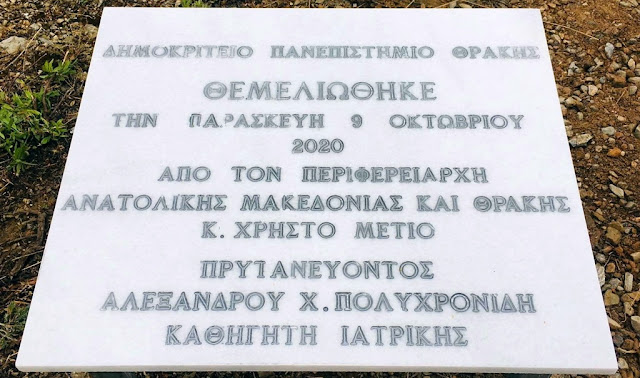 ΔΗΜΟΚΡΙΤΕΙΟ ΠΑΝΕΠΙΣΤΗΜΙΟ ΘΡΑΚΗΣ
ΘΕΜΕΛΙΩΘΗΚΕ
ΤΗΝ ΠΑΡΑΣΚΕΥΗ 9 ΟΚΤΩΒΡΙΟΥ
2020
ΑΠΟ ΤΟΝ ΠΕΡΙΦΕΡΕΙΑΡΧΗ
ΑΝΑΤΟΛΙΚΗΣ ΜΑΚΕΔΟΝΙΑΣ ΚΑΙ ΘΡΑΚΗΣ
Κ. ΧΡΗΣΤΟ ΜΕΤΙΟ
ΠΡΥΤΑΝΕΥΟΝΤΟΣ
ΑΛΕΞΑΝΔΡΟΥ Χ. ΠΟΛΥΧΡΟΝΙΔΗ
ΚΑΘΗΓΗΤΗ ΙΑΤΡΙΚΗΣ